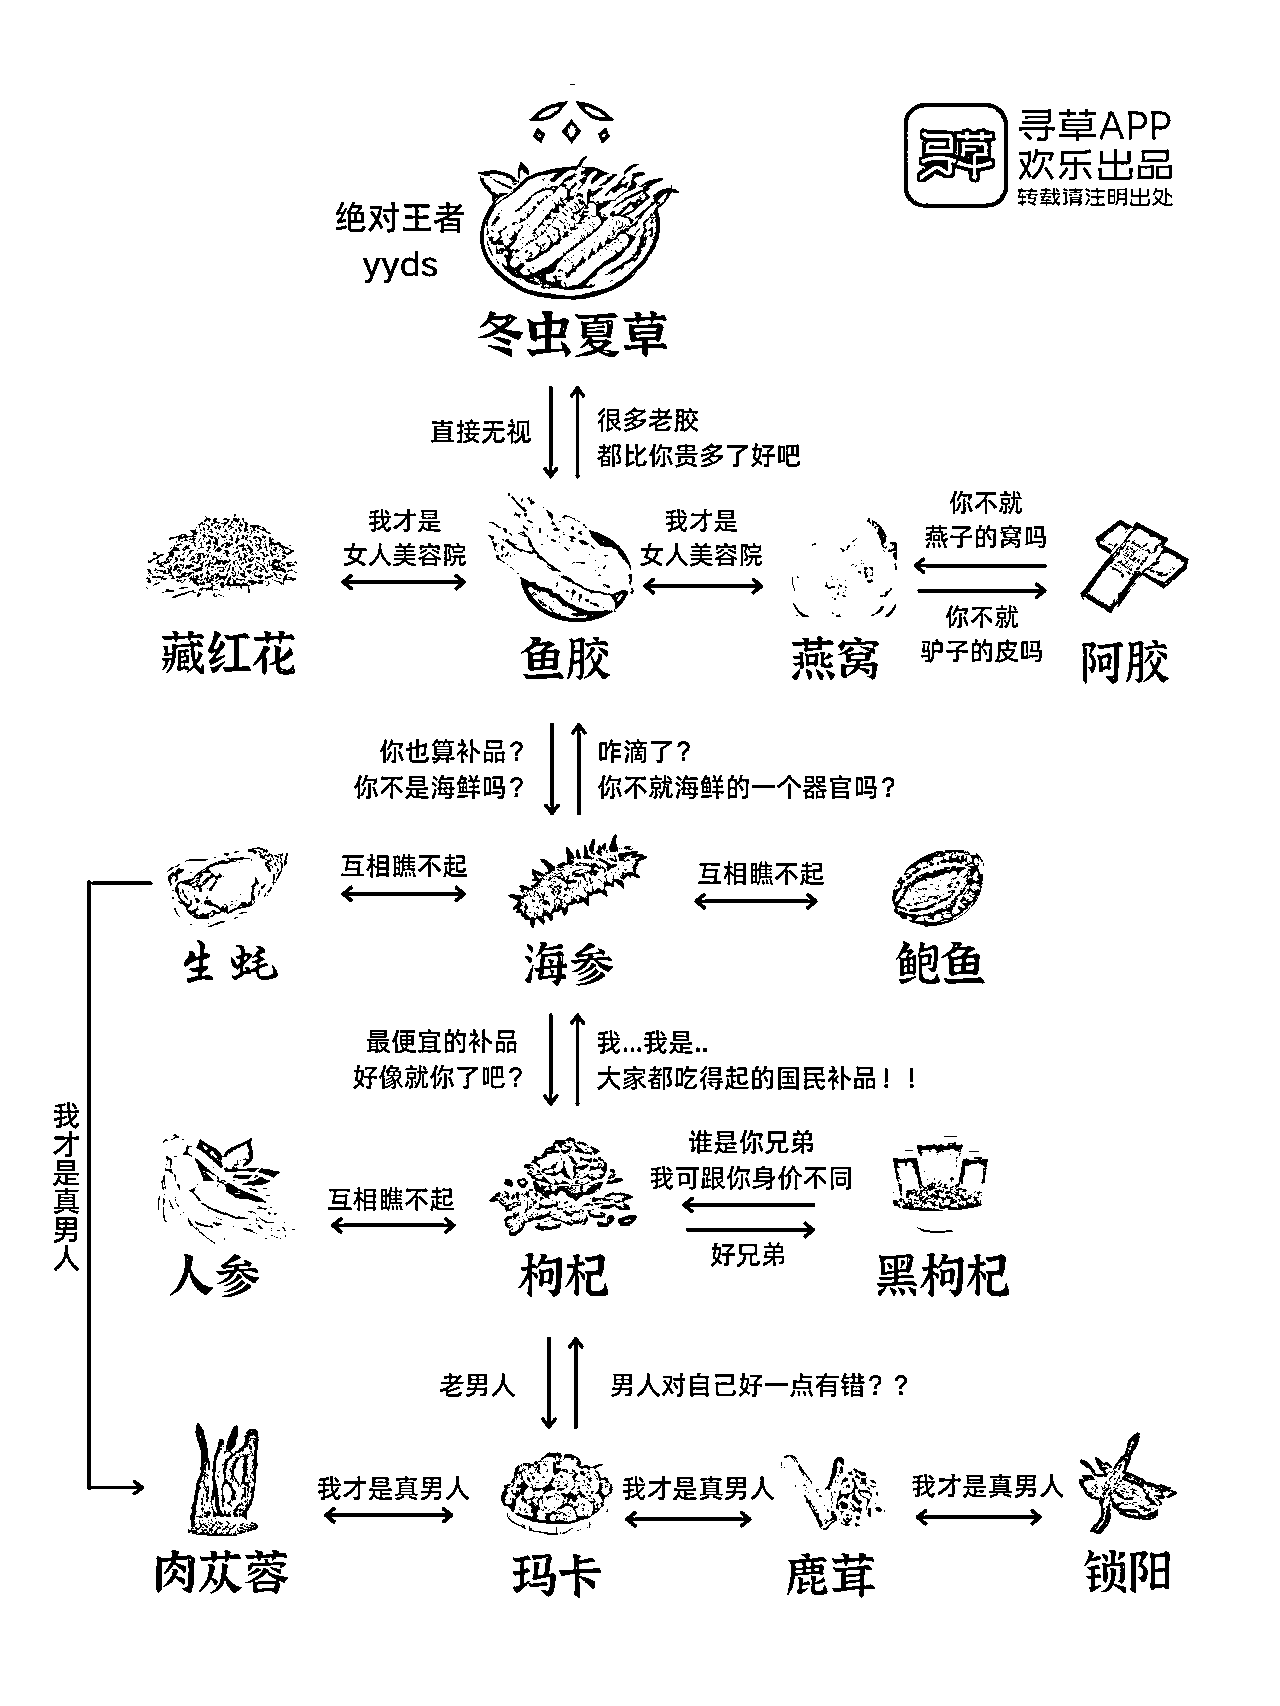 寻草
寻草APP
欢乐出品
转载请注明出处
绝对王者
yyds
冬虫夏草
直接无视
很多老胶
都比你贵多了好吧
我才是
女人美容院
我才是
女人美容院
你不就
燕子的窝吗
你不就
驴子的皮吗
藏红花
鱼胶
燕窝
阿胶
你也算补品？
你不是海鲜吗？
咋滴了？
你不就海鲜的一个器官吗？
互相瞧不起
互相瞧不起
生蚝
海参
鲍鱼
最便宜的补品
好像就你了吧？
我...我是..
大家都吃得起的国民补品！！
我才是真男人
互相瞧不起
谁是你兄弟
我可跟你身价不同
好兄弟
人参
枸杞
黑枸杞
老男人
男人对自己好一点有错？？
我才是真男人
我才是真男人
我才是真男人
肉苁蓉
玛卡
鹿茸
锁阳